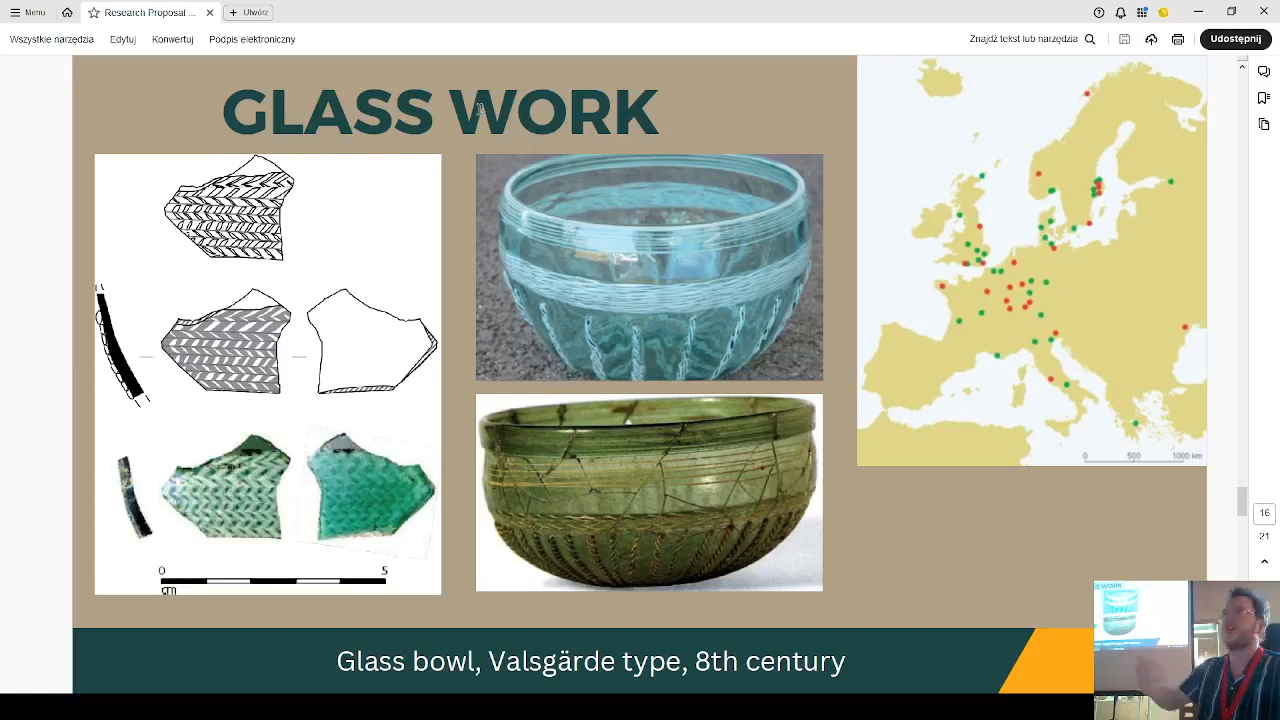 Menu
Research Proposal ...
+ Utwórz
Wszystkie narzędzia Edytuj Konwertuj Podpis elektroniczny
Znajdź tekst lub narzędzia
Udostępnij
GLASS WORK
0 500 1000 km
0 5
cm
16
21
Glass bowl, Valsgärde type, 8th century